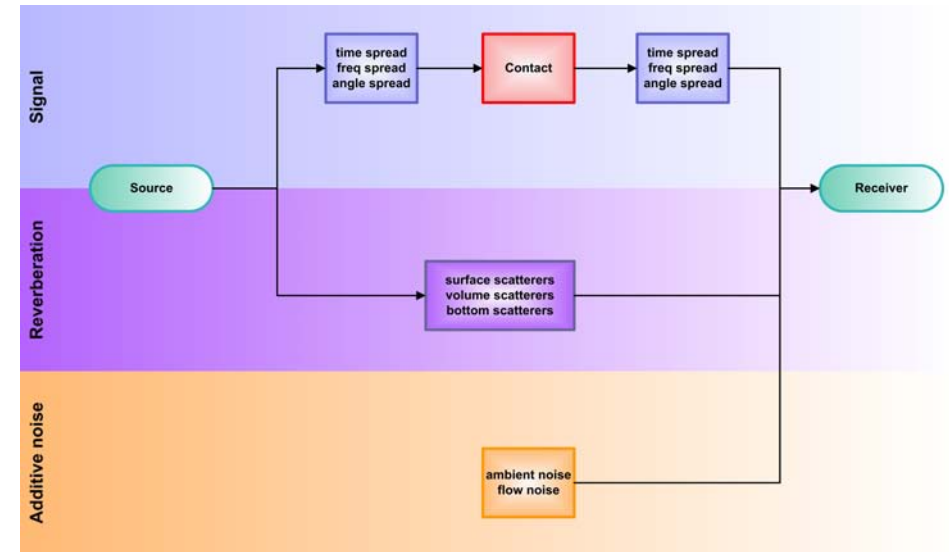 Signal
time spread
freq spread
angle spread
Contact
time spread
freq spread
angle spread
Source
Receiver
Reverberation
surface scatterers
volume scatterers
bottom scatterers
Additive noise
ambient noise
flow noise